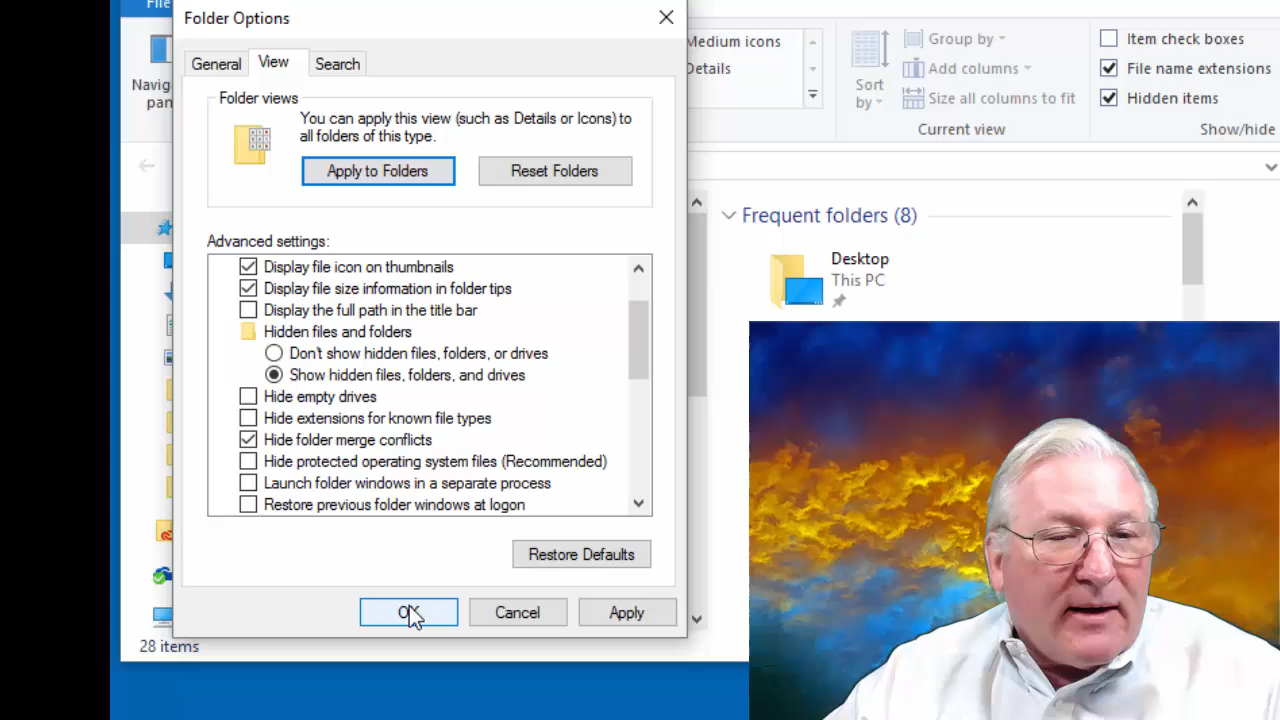 File
Folder Options
General
View
Search
Folder views
You can apply this view (such as Details or Icons) to
all folders of this type.
Apply to Folders
Reset Folders
Advanced settings:
Display file icon on thumbnails
Display file size information in folder tips
Display the full path in the title bar
Hidden files and folders
Don't show hidden files, folders, or drives
Show hidden files, folders, and drives
Hide empty drives
Hide extensions for known file types
Hide folder merge conflicts
Hide protected operating system files (Recommended)
Launch folder windows in a separate process
Restore previous folder windows at logon
Restore Defaults
OK
Cancel
Apply
28 items
Medium icons
Details
Sort
by
Group by
Add columns
Size all columns to fit
Current view
Item check boxes
File name extensions
Hidden items
Show/hide
Frequent folders (8)
Desktop
This PC